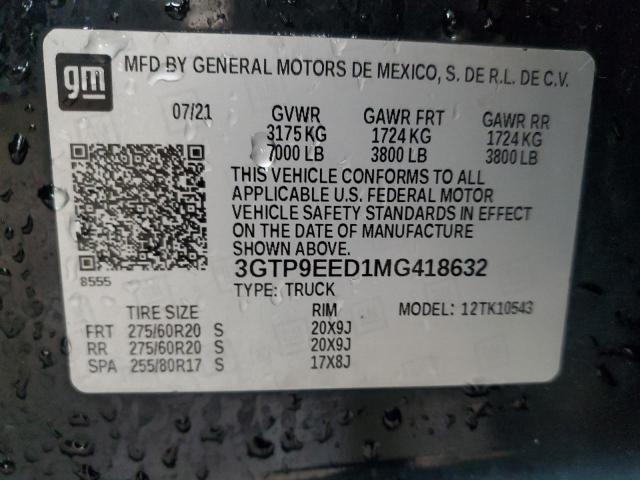 gm
MFD BY GENERAL MOTORS DE MEXICO, S. DE R.L. DE C.V.
07/21 GVWR GAWR FRT GAWR RR
3175 KG 1724 KG 1724 KG
7000 LB 3800 LB 3800 LB
THIS VEHICLE CONFORMS TO ALL
APPLICABLE U.S. FEDERAL MOTOR
VEHICLE SAFETY STANDARDS IN EFFECT
ON THE DATE OF MANUFACTURE
SHOWN ABOVE.
8555
3GTP9EED1MG418632
TYPE: TRUCK MODEL: 12TK10543
TIRE SIZE RIM
FRT 275/60R20 S 20X9J
RR 275/60R20 S 20X9J
SPA 255/80R17 S 17X8J